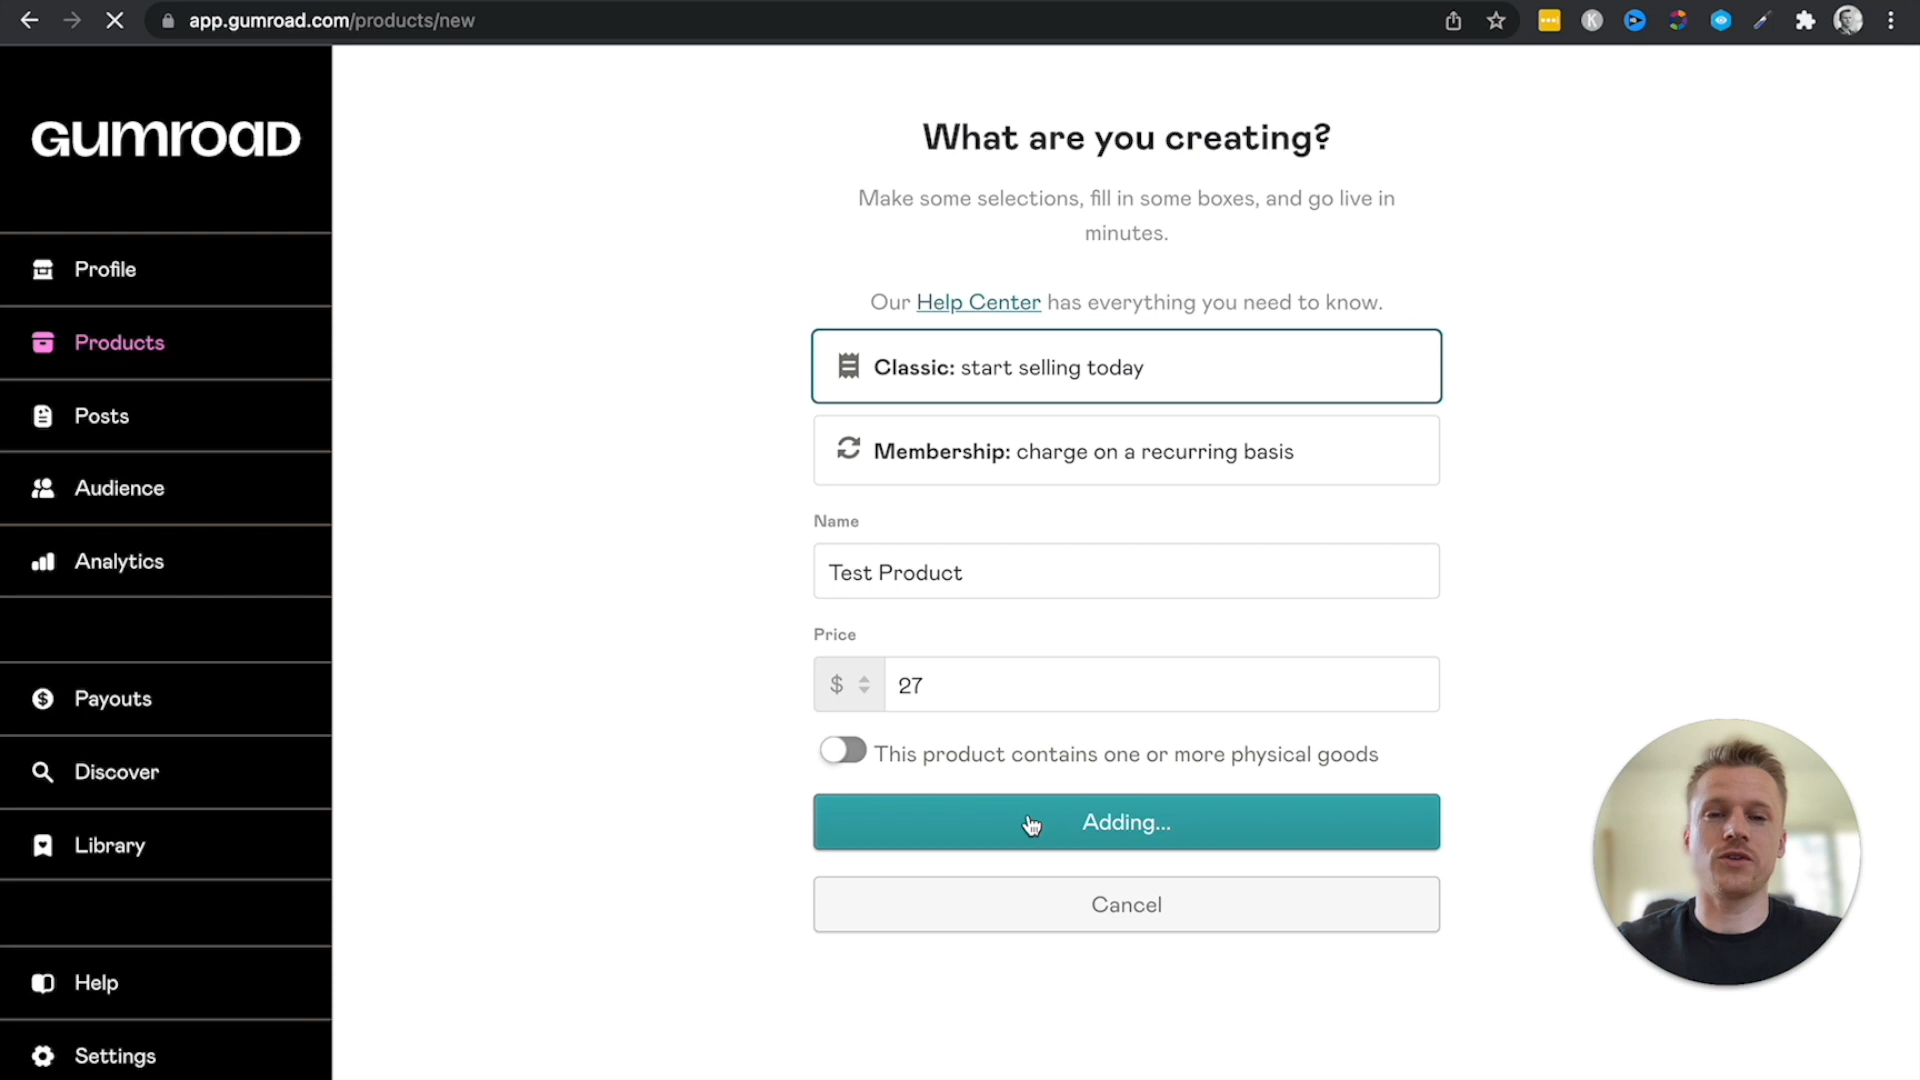 app.gumroad.com/products/new
GUMROAD
Profile
Products
Posts
Audience
Analytics
Payouts
Discover
Library
Help
Settings
What are you creating?
Make some selections, fill in some boxes, and go live in
minutes.
Our Help Center has everything you need to know.
Classic: start selling today
Membership: charge on a recurring basis
Name
Test Product
Price
$ 27
This product contains one or more physical goods
Adding...
Cancel